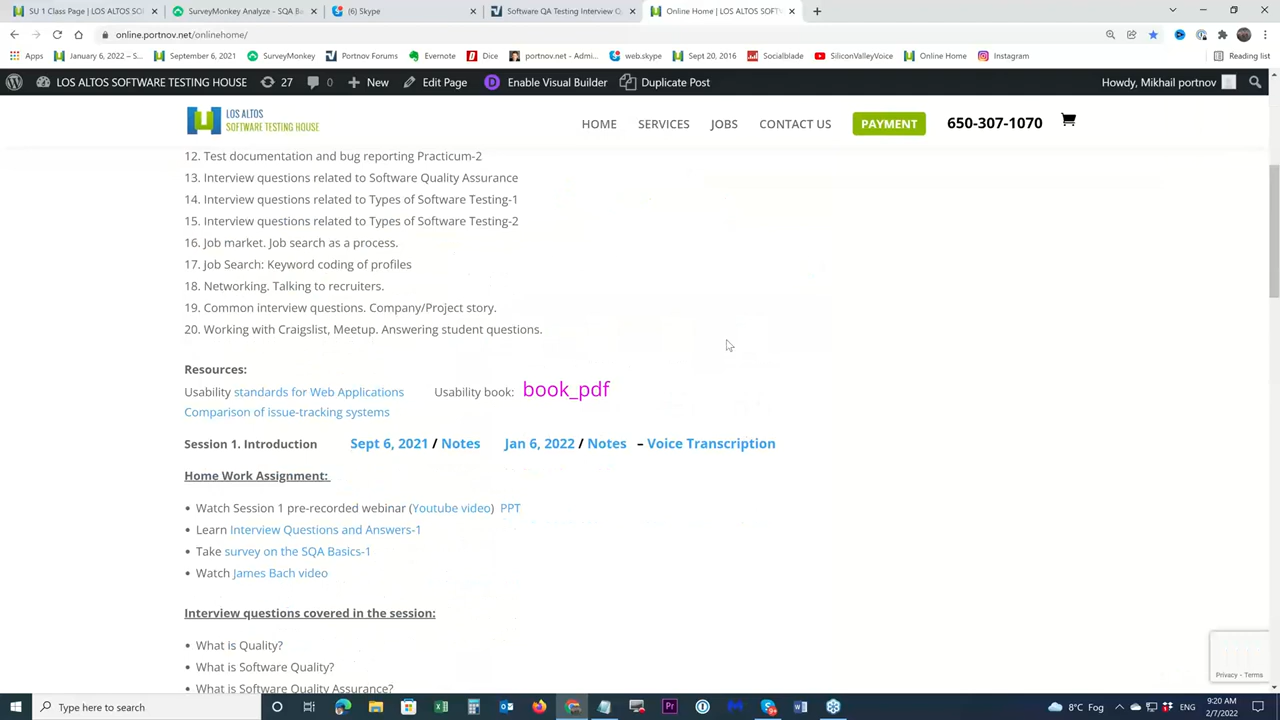 SU 1 Class Page | LOS ALTOS SO
SurveyMonkey Analyze - SQA Ba
(6) Skype
Software QA Testing Interview Q
Online Home | LOS ALTOS SOFTW
online.portnov.net/onlinehome/
Apps
January 6, 2022 – S...
September 6, 2021
SurveyMonkey
Portnov Forums
Evernote
Dice
portnov.net - Admi...
web.skype
Sept 20, 2016
Socialblade
SiliconValleyVoice
Online Home
Instagram
Reading list
LOS ALTOS SOFTWARE TESTING HOUSE
27
0
New
Edit Page
Enable Visual Builder
Duplicate Post
Howdy, Mikhail portnov
LOS ALTOS
SOFTWARE TESTING HOUSE
HOME
SERVICES
JOBS
CONTACT US
PAYMENT
650-307-1070
12. Test documentation and bug reporting Practicum-2
13. Interview questions related to Software Quality Assurance
14. Interview questions related to Types of Software Testing-1
15. Interview questions related to Types of Software Testing-2
16. Job market. Job search as a process.
17. Job Search: Keyword coding of profiles
18. Networking. Talking to recruiters.
19. Common interview questions. Company/Project story.
20. Working with Craigslist, Meetup. Answering student questions.
Resources:
Usability standards for Web Applications Usability book: book_pdf
Comparison of issue-tracking systems
Session 1. Introduction Sept 6, 2021 / Notes Jan 6, 2022 / Notes – Voice Transcription
Home Work Assignment:
• Watch Session 1 pre-recorded webinar (Youtube video) PPT
• Learn Interview Questions and Answers-1
• Take survey on the SQA Basics-1
• Watch James Bach video
Interview questions covered in the session:
• What is Quality?
• What is Software Quality?
• What is Software Quality Assurance?
Privacy - Terms
Type here to search
8°C Fog
9:20 AM
2/7/2022